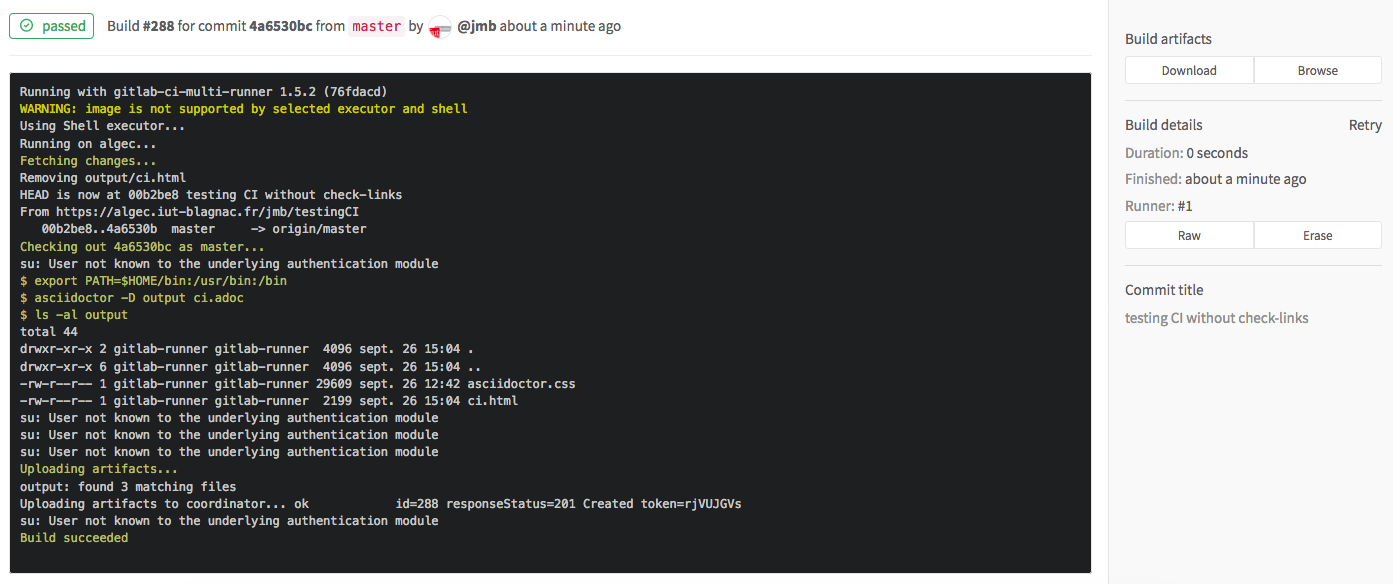 passed Build #288 for commit 4a6530bc from master by @jmb about a minute ago
Running with gitlab-ci-multi-runner 1.5.2 (76fdacd)
WARNING: image is not supported by selected executor and shell
Using Shell executor...
Running on algec...
Fetching changes...
Removing output/ci.html
HEAD is now at 00b2be8 testing CI without check-links
From https://algec.iut-blagnac.fr/jmb/testingCI
   00b2be8..4a6530b  master     -> origin/master
Checking out 4a6530bc as master...
su: User not known to the underlying authentication module
$ export PATH=$HOME/bin:/usr/bin:/bin
$ asciidoctor -D output ci.adoc
$ ls -al output
total 44
drwxr-xr-x 2 gitlab-runner gitlab-runner  4096 sept. 26 15:04 .
drwxr-xr-x 6 gitlab-runner gitlab-runner  4096 sept. 26 15:04 ..
-rw-r--r-- 1 gitlab-runner gitlab-runner 29609 sept. 26 12:42 asciidoctor.css
-rw-r--r-- 1 gitlab-runner gitlab-runner  2199 sept. 26 15:04 ci.html
su: User not known to the underlying authentication module
su: User not known to the underlying authentication module
su: User not known to the underlying authentication module
Uploading artifacts...
output: found 3 matching files
Uploading artifacts to coordinator... ok            id=288 responseStatus=201 Created token=rjVUJGVs
su: User not known to the underlying authentication module
Build succeeded
Build artifacts
Download Browse
Build details Retry
Duration: 0 seconds
Finished: about a minute ago
Runner: #1
Raw Erase
Commit title
testing CI without check-links